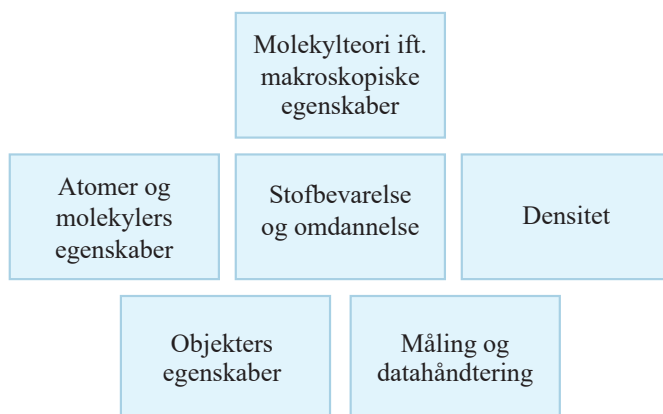 Molekylteori ift.
makroskopiske
egenskaber
Atomer og
molekylers
egenskaber
Stofbevarelse
og omdannelse
Densitet
Objekters
egenskaber
Måling og
datahåndtering